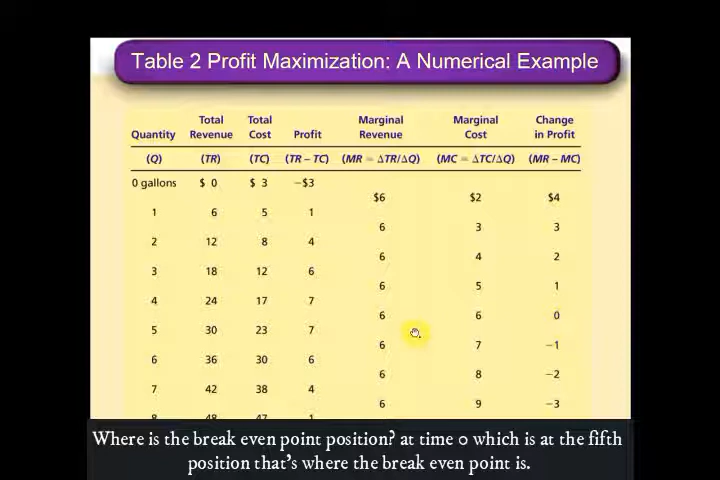 Table 2 Profit Maximization: A Numerical Example
Total Total Marginal Marginal Change
Quantity Revenue Cost Profit Revenue Cost in Profit
(Q) (TR) (TC) (TR – TC) (MR = ΔTR/ΔQ) (MC = ΔTC/ΔQ) (MR – MC)
0 gallons $ 0 $ 3 –$3
$6 $2 $4
1 6 5 1
6 3 3
2 12 8 4
6 4 2
3 18 12 6
6 5 1
4 24 17 7
6 6 0
5 30 23 7
6 7 –1
6 36 30 6
6 8 –2
7 42 38 4
6 9 –3
8 48 47 1
Where is the break even point position? at time 0 which is at the fifth
position that's where the break even point is.